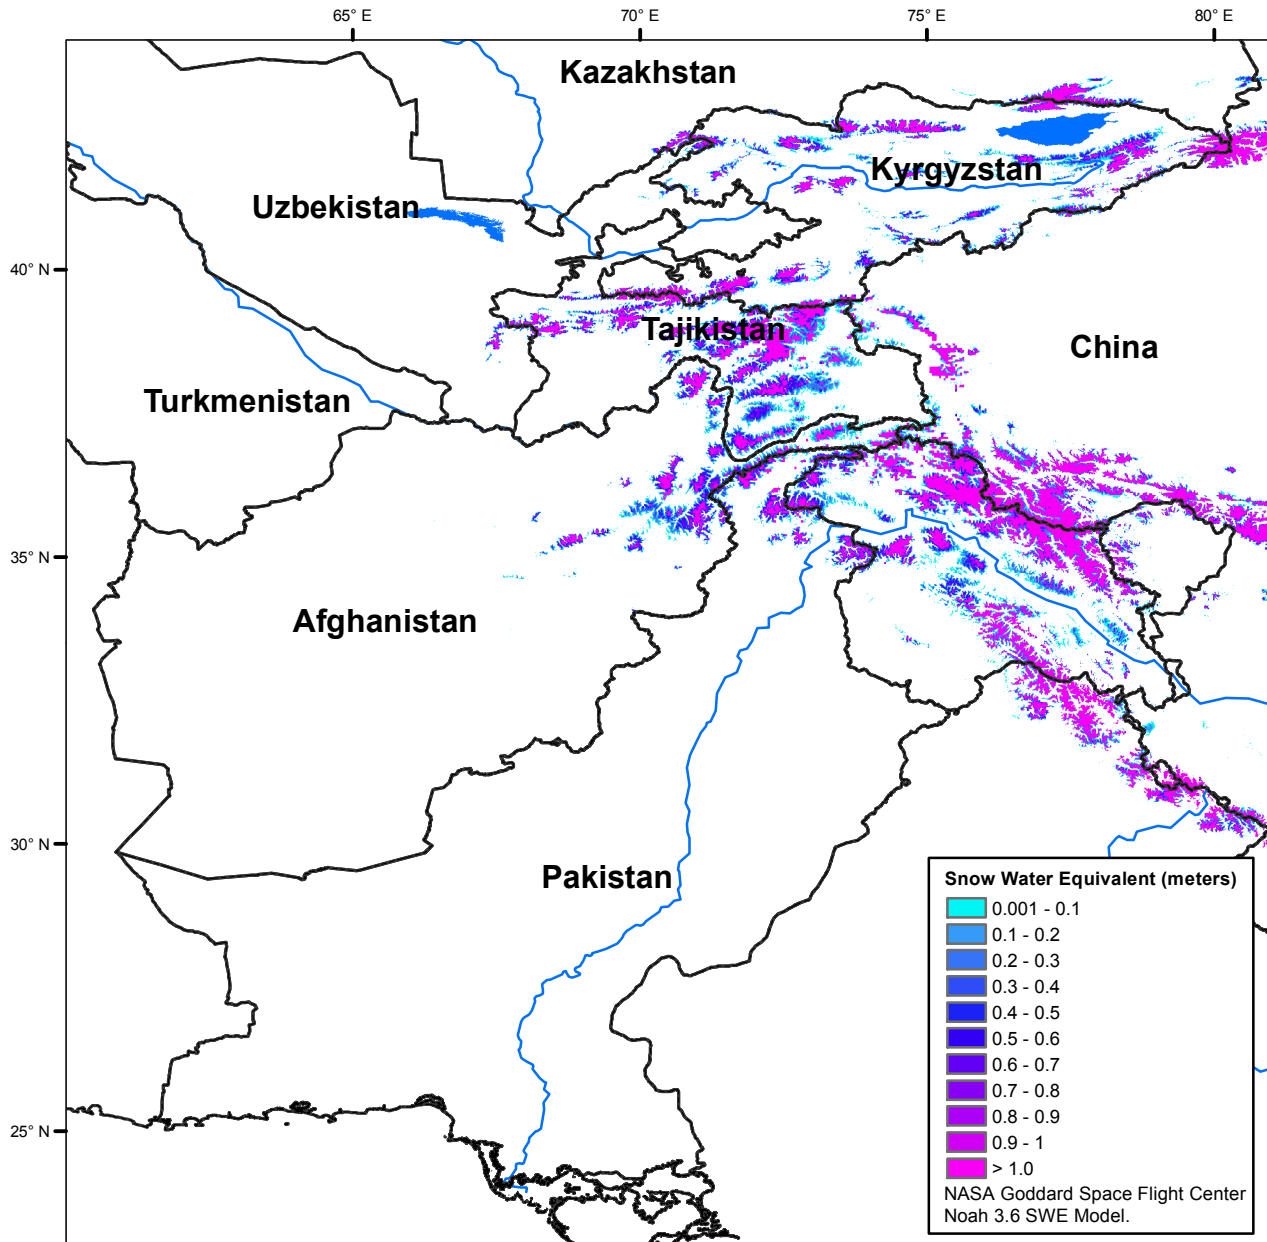 65° E
70° E
75° E
80° E
Kazakhstan
Kyrgyzstan
Uzbekistan
40° N
Tajikistan
China
Turkmenistan
35° N
Afghanistan
30° N
Pakistan
25° N
Snow Water Equivalent (meters)
0.001 - 0.1
0.1 - 0.2
0.2 - 0.3
0.3 - 0.4
0.4 - 0.5
0.5 - 0.6
0.6 - 0.7
0.7 - 0.8
0.8 - 0.9
0.9 - 1
> 1.0
NASA Goddard Space Flight Center
Noah 3.6 SWE Model.